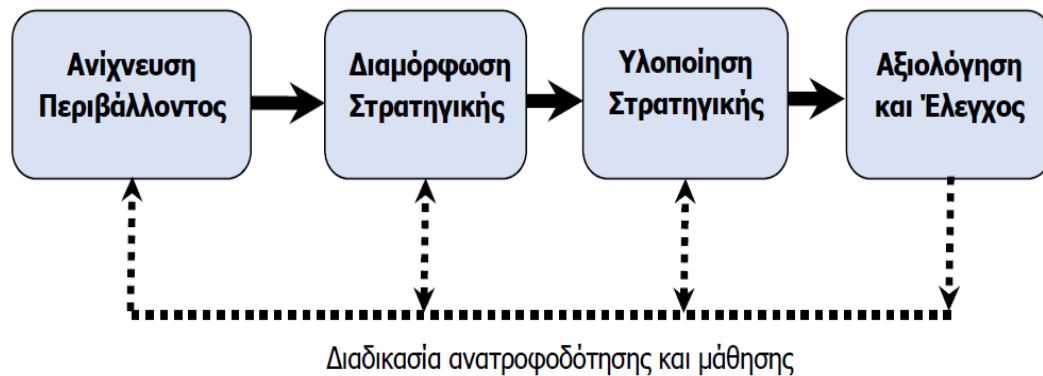 Ανίχνευση
Περιβάλλοντος
Διαμόρφωση
Στρατηγικής
Υλοποίηση
Στρατηγικής
Αξιολόγηση
και Έλεγχος
Διαδικασία ανατροφοδότησης και μάθησης